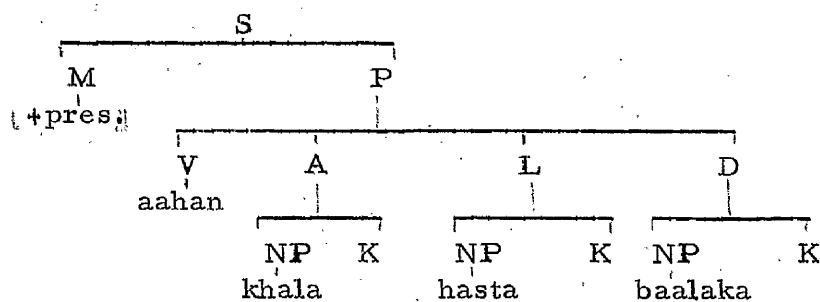 S
M P
[+pres]
V A L D
aahan
NP K NP K NP K
khala hasta baalaka